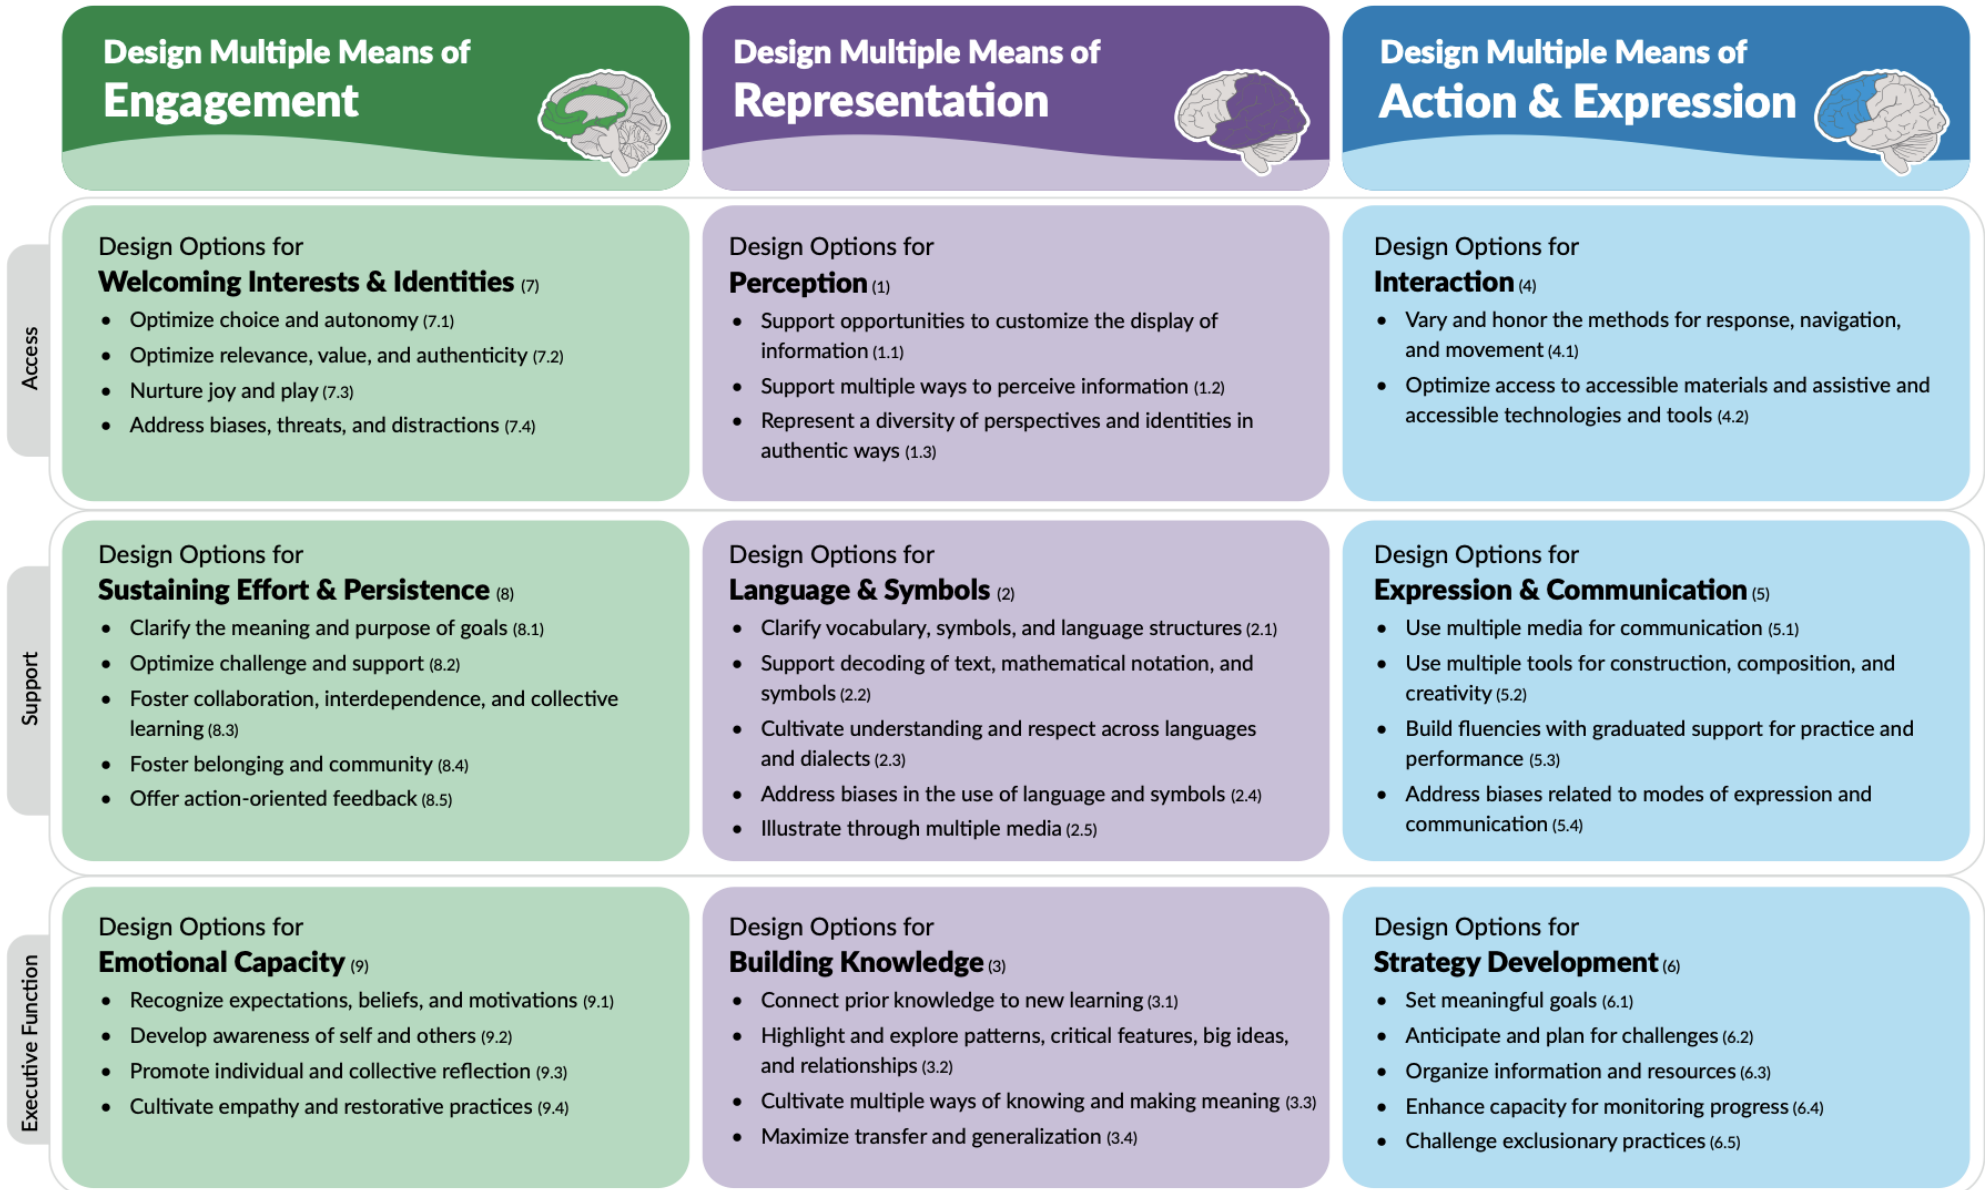 Design Multiple Means of
Engagement
Design Multiple Means of
Representation
Design Multiple Means of
Action & Expression
Access
Design Options for
Welcoming Interests & Identities (7)
• Optimize choice and autonomy (7.1)
• Optimize relevance, value, and authenticity (7.2)
• Nurture joy and play (7.3)
• Address biases, threats, and distractions (7.4)
Design Options for
Perception (1)
• Support opportunities to customize the display of
information (1.1)
• Support multiple ways to perceive information (1.2)
• Represent a diversity of perspectives and identities in
authentic ways (1.3)
Design Options for
Interaction (4)
• Vary and honor the methods for response, navigation,
and movement (4.1)
• Optimize access to accessible materials and assistive and
accessible technologies and tools (4.2)
Support
Design Options for
Sustaining Effort & Persistence (8)
• Clarify the meaning and purpose of goals (8.1)
• Optimize challenge and support (8.2)
• Foster collaboration, interdependence, and collective
learning (8.3)
• Foster belonging and community (8.4)
• Offer action-oriented feedback (8.5)
Design Options for
Language & Symbols (2)
• Clarify vocabulary, symbols, and language structures (2.1)
• Support decoding of text, mathematical notation, and
symbols (2.2)
• Cultivate understanding and respect across languages
and dialects (2.3)
• Address biases in the use of language and symbols (2.4)
• Illustrate through multiple media (2.5)
Design Options for
Expression & Communication (5)
• Use multiple media for communication (5.1)
• Use multiple tools for construction, composition, and
creativity (5.2)
• Build fluencies with graduated support for practice and
performance (5.3)
• Address biases related to modes of expression and
communication (5.4)
Executive Function
Design Options for
Emotional Capacity (9)
• Recognize expectations, beliefs, and motivations (9.1)
• Develop awareness of self and others (9.2)
• Promote individual and collective reflection (9.3)
• Cultivate empathy and restorative practices (9.4)
Design Options for
Building Knowledge (3)
• Connect prior knowledge to new learning (3.1)
• Highlight and explore patterns, critical features, big ideas,
and relationships (3.2)
• Cultivate multiple ways of knowing and making meaning (3.3)
• Maximize transfer and generalization (3.4)
Design Options for
Strategy Development (6)
• Set meaningful goals (6.1)
• Anticipate and plan for challenges (6.2)
• Organize information and resources (6.3)
• Enhance capacity for monitoring progress (6.4)
• Challenge exclusionary practices (6.5)